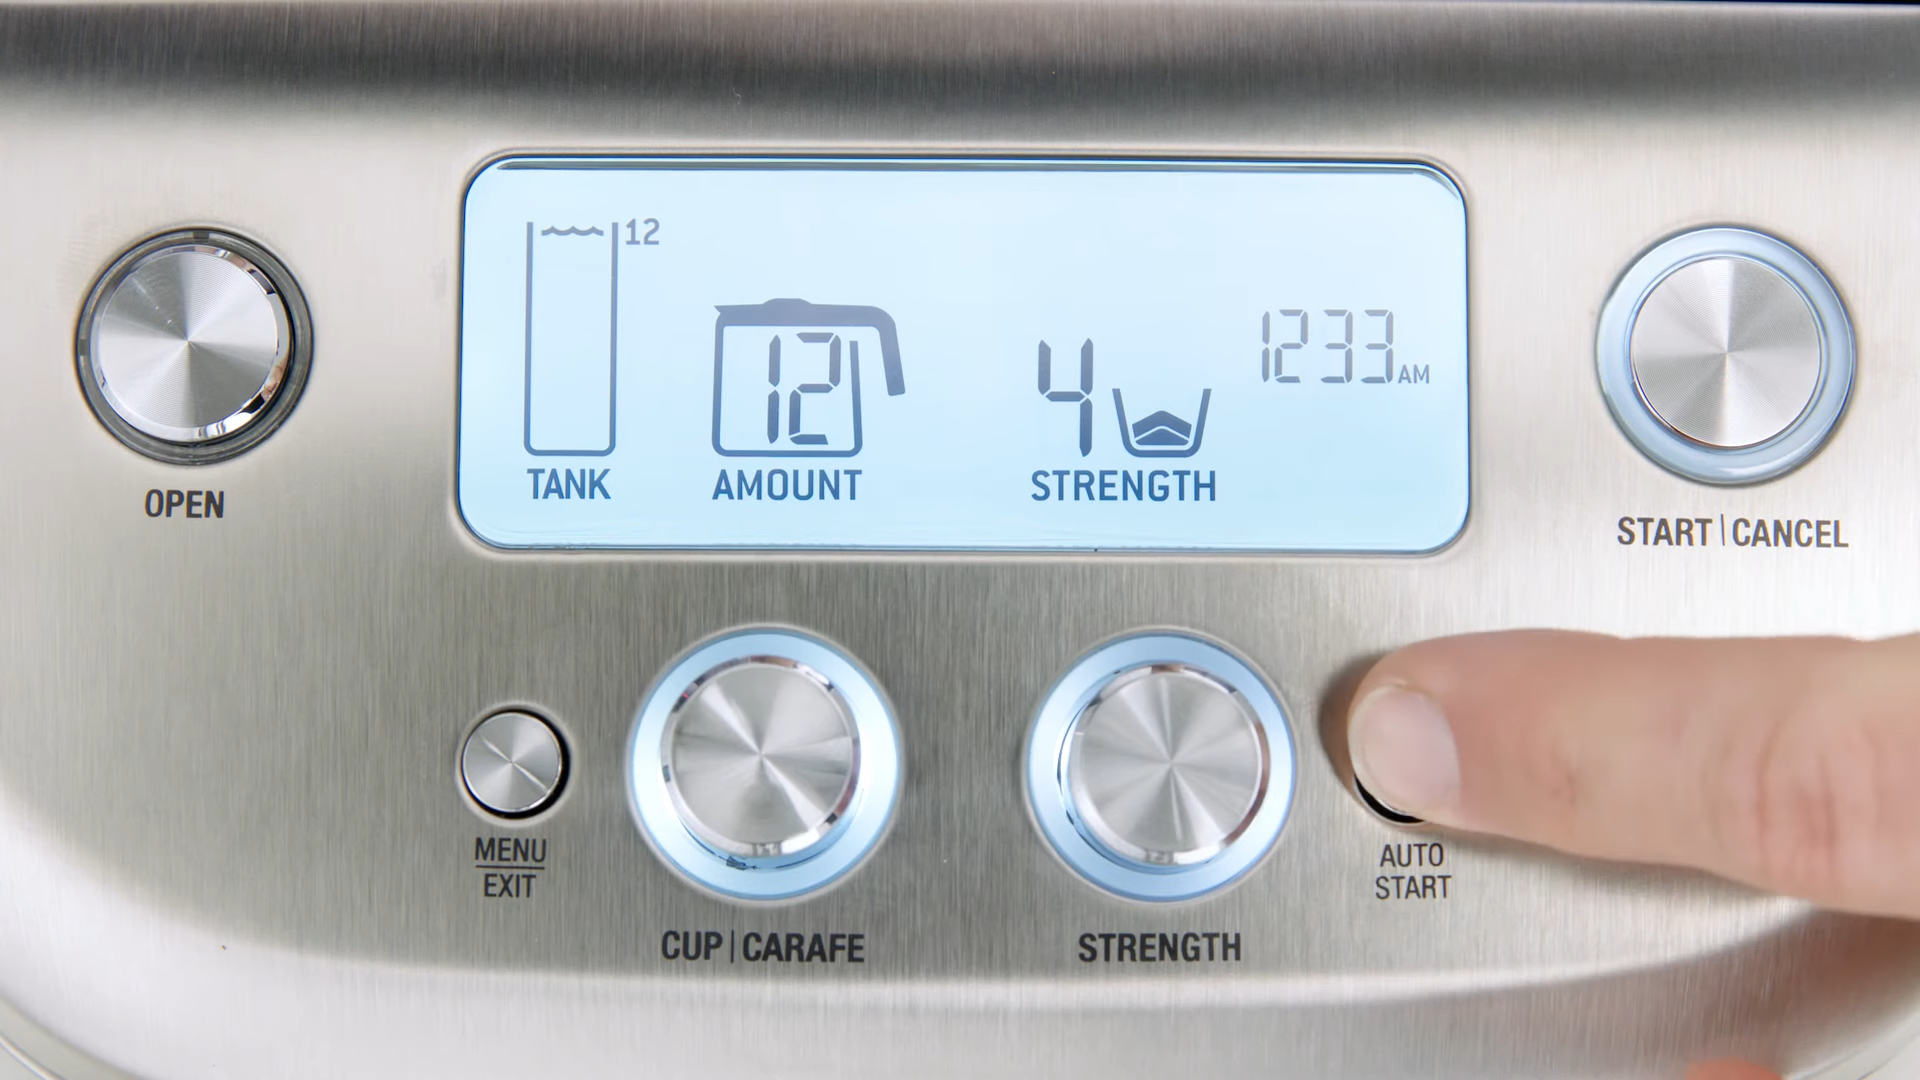 12
12
4
1233 AM
TANK
AMOUNT
STRENGTH
OPEN
START | CANCEL
MENU
EXIT
AUTO
START
CUP | CARAFE
STRENGTH